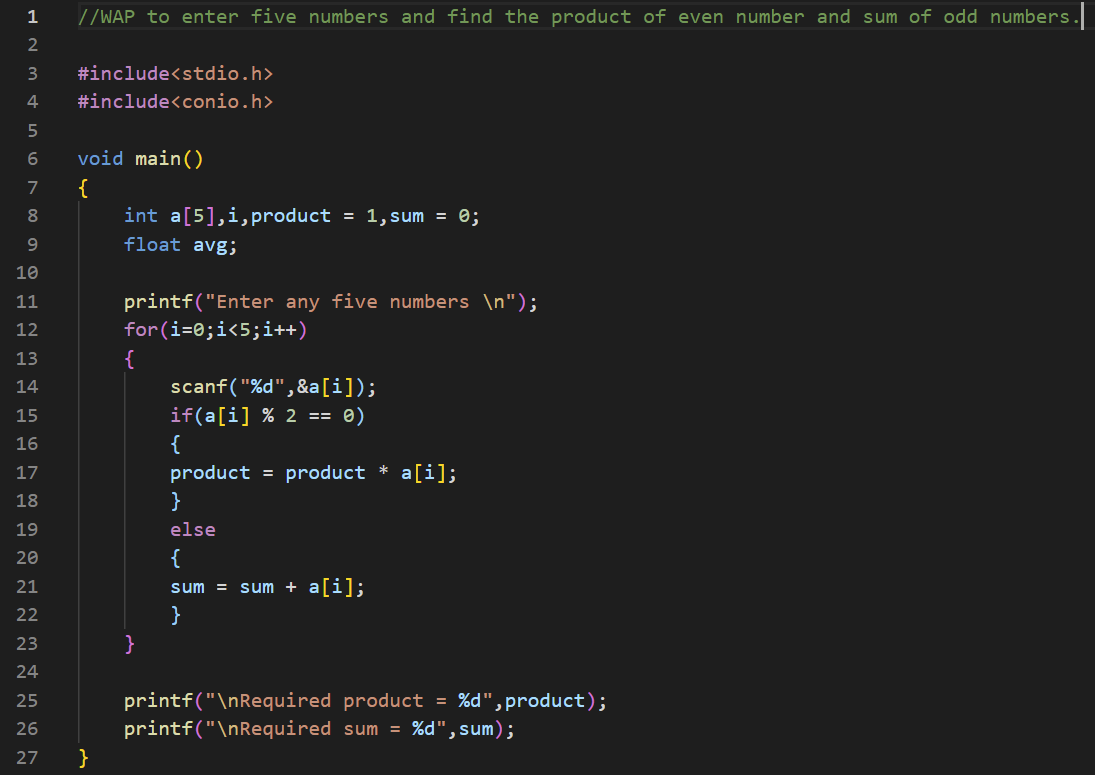 1 //WAP to enter five numbers and find the product of even number and sum of odd numbers.
2
3 #include<stdio.h>
4 #include<conio.h>
5
6 void main()
7 {
8     int a[5],i,product = 1,sum = 0;
9     float avg;
10
11     printf("Enter any five numbers \n");
12     for(i=0;i<5;i++)
13     {
14         scanf("%d",&a[i]);
15         if(a[i] % 2 == 0)
16         {
17         product = product * a[i];
18         }
19         else
20         {
21         sum = sum + a[i];
22         }
23     }
24
25     printf("\nRequired product = %d",product);
26     printf("\nRequired sum = %d",sum);
27 }